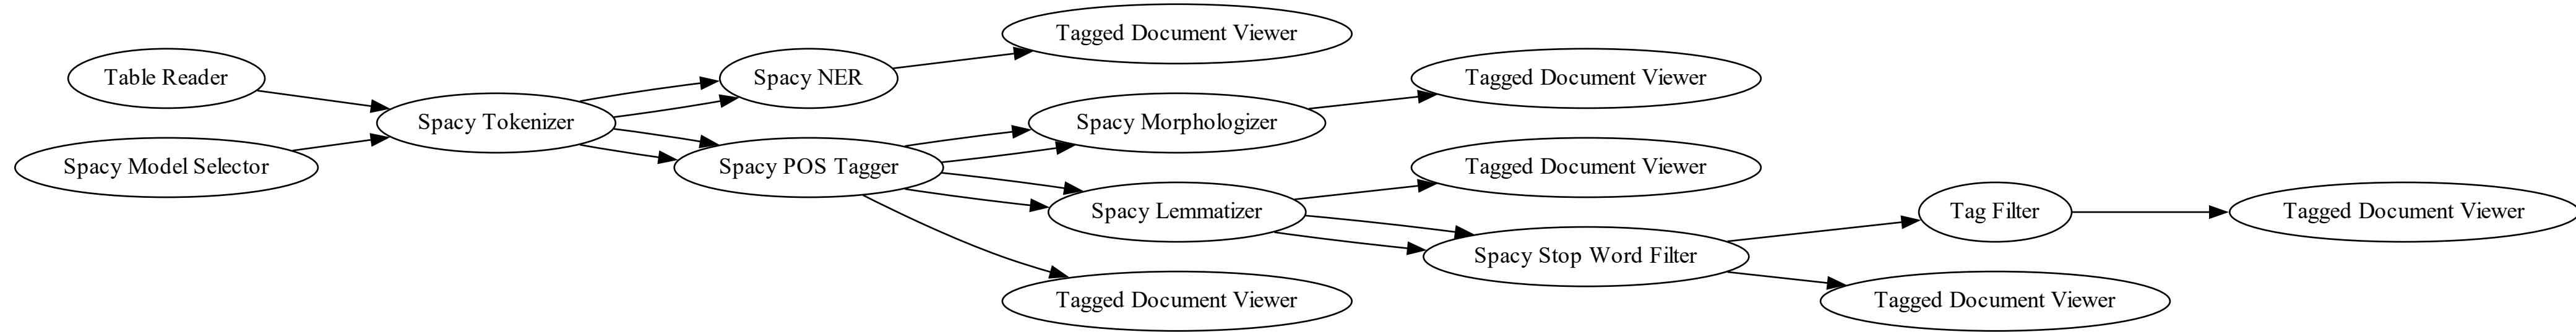 Table Reader
Spacy Model Selector
Spacy Tokenizer
Spacy NER
Spacy POS Tagger
Tagged Document Viewer
Spacy Morphologizer
Spacy Lemmatizer
Tagged Document Viewer
Tagged Document Viewer
Tagged Document Viewer
Spacy Stop Word Filter
Tag Filter
Tagged Document Viewer
Tagged Document Viewer